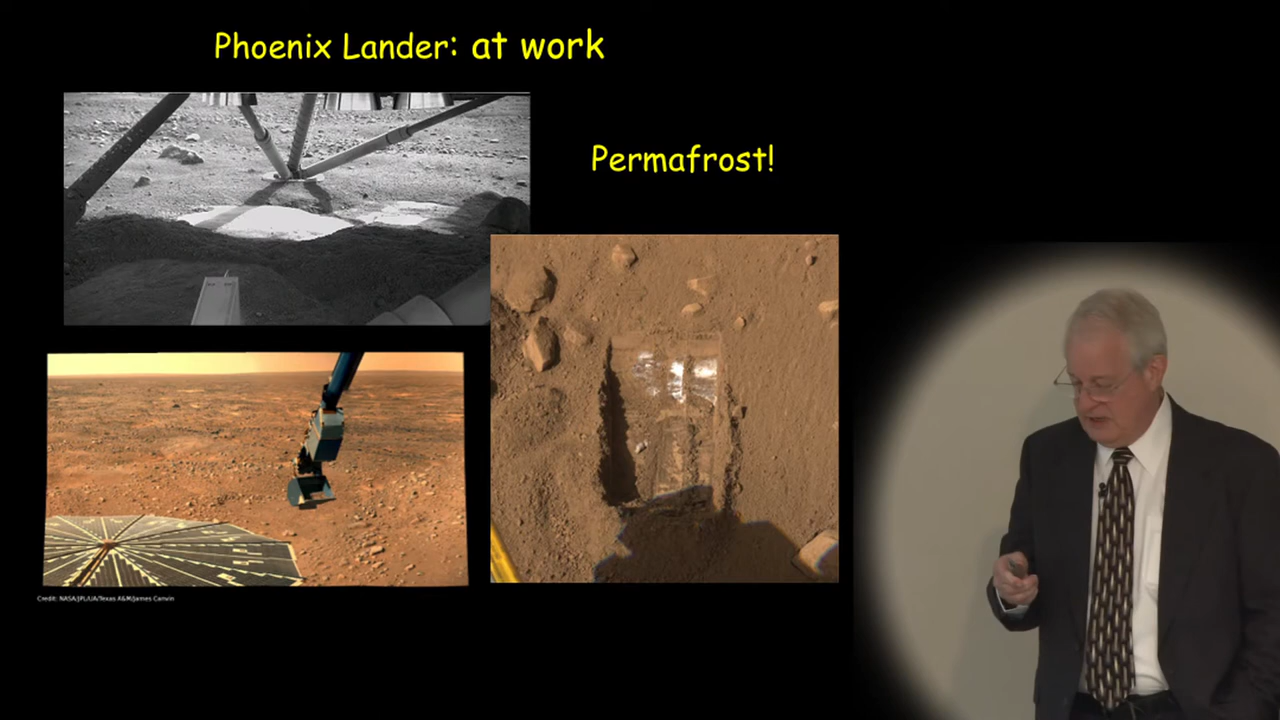 Phoenix Lander: at work
Permafrost!
Credit: NASA/JPL/UA/Texas A&M/James Canvin